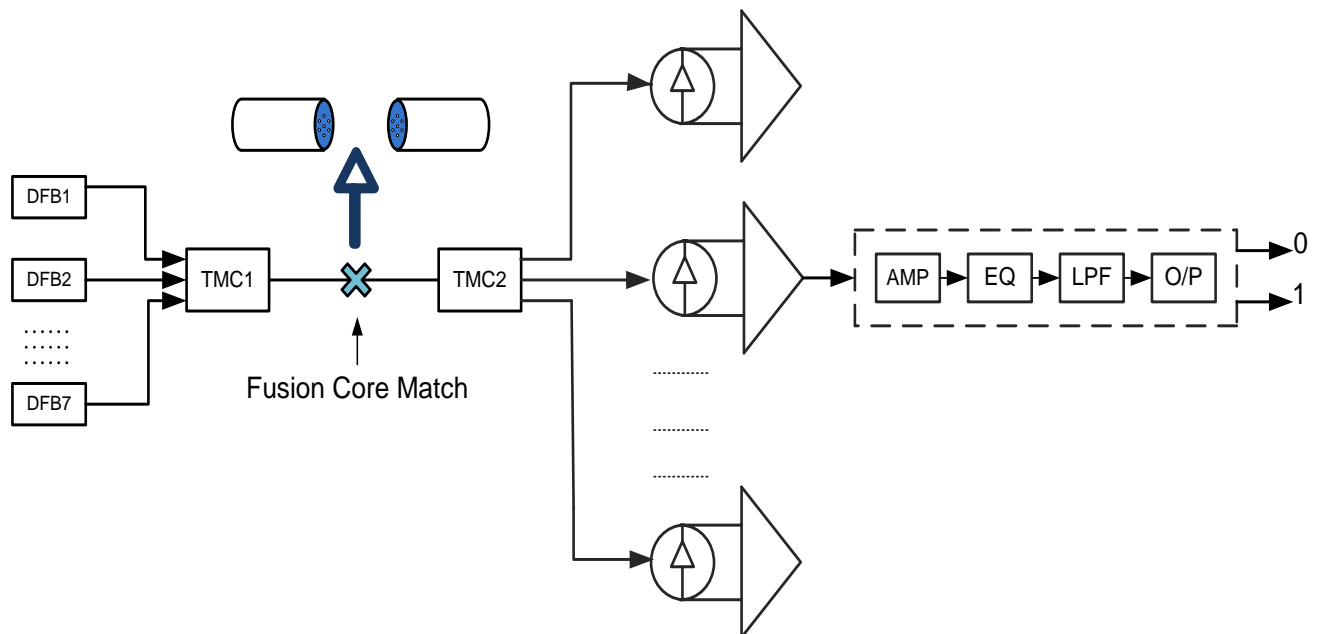 DFB1
DFB2
DFB7
TMC1
Fusion Core Match
TMC2
AMP
EQ
LPF
O/P
0
1